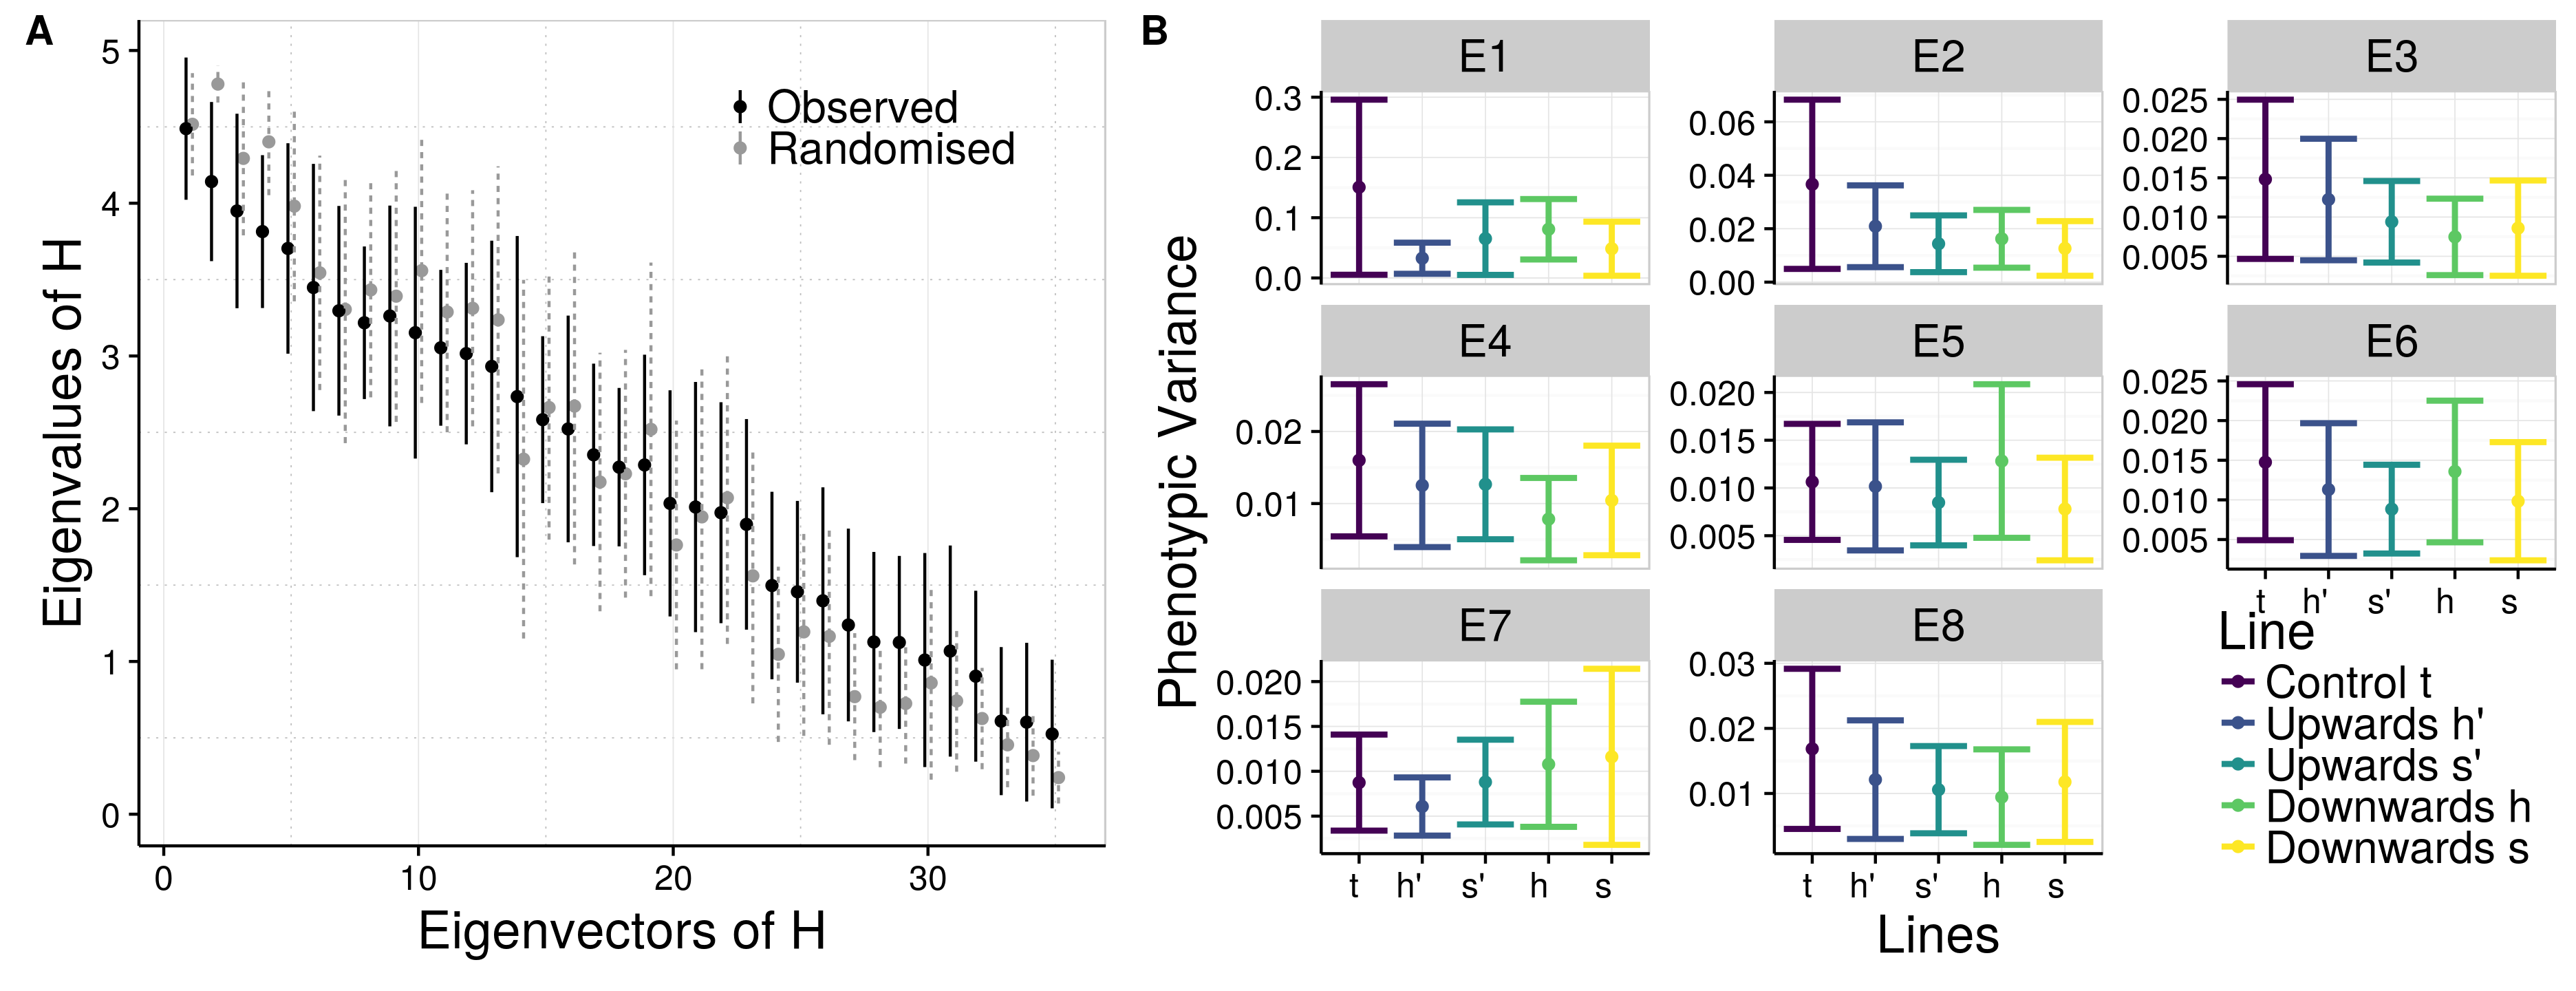 A
5
4
3
2
1
0
Eigenvalues of H
Observed
Randomised
0 10 20 30
Eigenvectors of H
B
Phenotypic Variance
E1
0.3
0.2
0.1
0.0
E2
0.06
0.04
0.02
0.00
E3
0.025
0.020
0.015
0.010
0.005
E4
0.02
0.01
E5
0.020
0.015
0.010
0.005
E6
0.025
0.020
0.015
0.010
0.005
t h' s' h s
E7
0.020
0.015
0.010
0.005
t h' s' h s
E8
0.03
0.02
0.01
t h' s' h s
Lines
Line
Control t
Upwards h'
Upwards s'
Downwards h
Downwards s